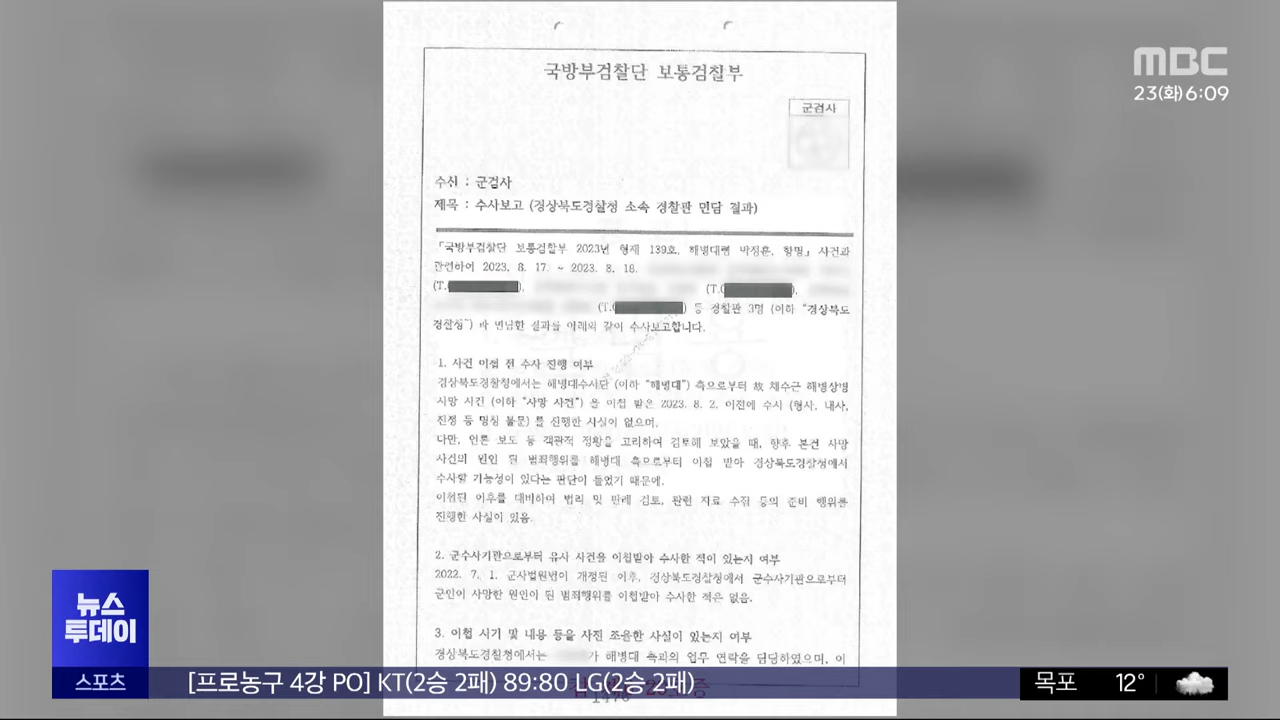 MBC
23(화)6:09
국방부검찰단 보통검찰부
군검사
수신 : 군검사
제목 : 수사보고 (경상북도경찰청 소속 경찰관 면담 결과)
「국방부검찰단 보통검찰부 2023년 형제 139호, 해병대령 박정훈, 항명」 사건과
관련하여 2023. 8. 17. ~ 2023. 8. 18.
(T. ), (T. ),
(T. ) 등 경찰관 3명 (이하 "경상북도
경찰청")과 면담한 결과를 아래와 같이 수사보고합니다.
1. 사건 이첩 전 수사 진행 여부
경상북도경찰청에서는 해병대수사단 (이하 "해병대") 측으로부터 故 채수근 해병상병
사망 사건 (이하 "사망 사건") 을 이첩 받은 2023. 8. 2. 이전에 수사 (형사, 내사,
진정 등 명칭 불문) 를 진행한 사실이 없으며,
다만, 언론 보도 등 객관적 정황을 고려하여 검토해 보았을 때, 향후 본건 사망
사건의 원인 된 범죄행위를 해병대 측으로부터 이첩 받아 경상북도경찰청에서
수사할 가능성이 있다는 판단이 들었기 때문에,
이첩된 이후를 대비하여 법리 및 판례 검토, 관련 자료 수집 등의 준비 행위를
진행한 사실이 있음.
2. 군수사기관으로부터 유사 사건을 이첩받아 수사한 적이 있는지 여부
2022. 7. 1. 군사법원법이 개정된 이후, 경상북도경찰청에서 군수사기관으로부터
군인이 사망한 원인이 된 범죄행위를 이첩받아 수사한 적은 없음.
3. 이첩 시기 및 내용 등을 사전 조율한 사실이 있는지 여부
경상북도경찰청에서는 가 해병대 측과의 업무 연락을 담당하였으며, 이
뉴스
투데이
스포츠
[프로농구 4강 PO] KT(2승 2패) 89:80 LG(2승 2패)
목포 12°